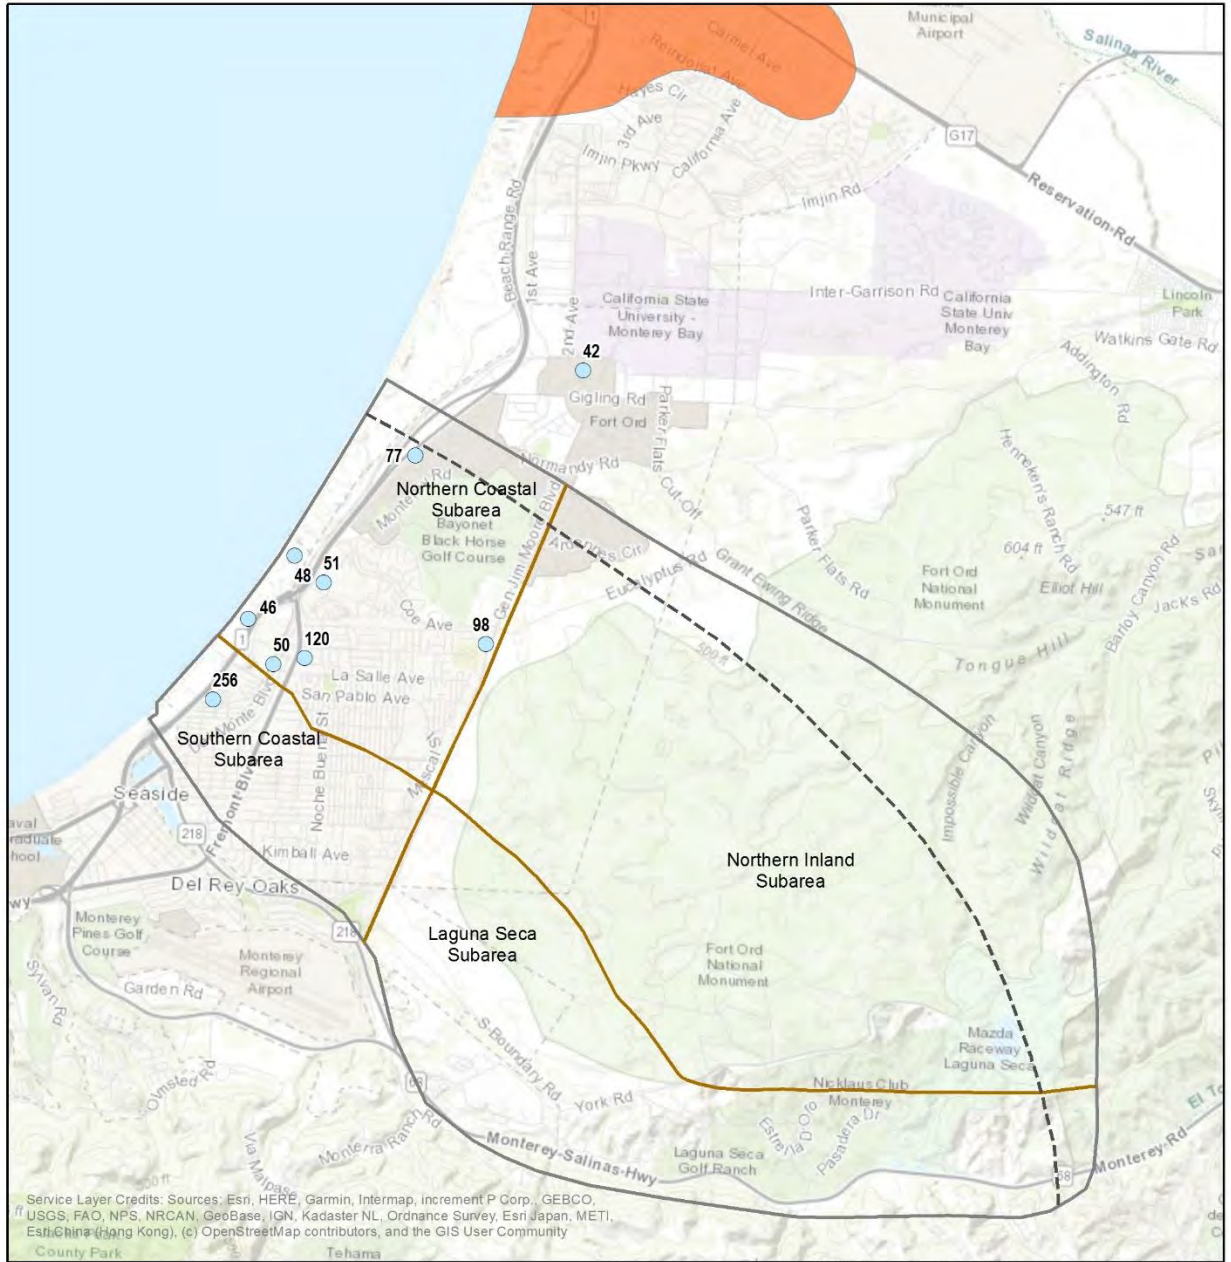 Municipal
Airport
Salinas
River
1
Carmel Ave
Reindollar Ave
Hayes Cir
3rd Ave
California Ave
Imjin Pkwy
Imjin Rd
G17
Reservation Rd
Beach Range Rd
1st Ave
2nd Ave
California State
University -
Monterey Bay
Inter-Garrison Rd
California
State Univ
Monterey
Bay
Lincoln
Park
Watkins Gate Rd
Addington Rd
42
Gigling Rd
Fort Ord
Parker Flats Cut-Off
Normandy Rd
Henneken's Ranch Rd
547 ft
604 ft
Parker Flats Rd
Fort Ord
National
Monument
Elliot Hill
Barloy Canyon Rd
Jacks Rd
77
Northern Coastal
Subarea
Bayonet
Black Horse
Golf Course
Gen Jim Moore Blvd
Ardennes Cir
Eucalyptus Rd
Grant Ewing Ridge
Tongue Hill
48
51
46
1
Coe Ave
98
500 ft
50
120
La Salle Ave
San Pablo Ave
256
Del Monte Blvd
Southern Coastal
Subarea
Noche Buena St
Impossible Canyon
Wildcat Canyon
Wildcat Ridge
Seaside
218
Fremont Blvd
Kimball Ave
Del Rey Oaks
Northern Inland
Subarea
Monterey
Pines Golf
Course
218
Laguna Seca
Subarea
Fort Ord
National
Monument
Monterey
Regional
Airport
Garden Rd
Sylvan Rd
Olmsted Rd
S Boundary Rd
Mazda
Raceway
Laguna Seca
68
York Rd
Nicklaus Club
Monterey
Estrella D'Oro
Pasadera Dr
Monterra Ranch Rd
Monterey-Salinas Hwy
Laguna Seca
Golf Ranch
68
Monterey-Rd
Service Layer Credits: Sources: Esri, HERE, Garmin, Intermap, increment P Corp., GEBCO,
USGS, FAO, NPS, NRCAN, GeoBase, IGN, Kadaster NL, Ordnance Survey, Esri Japan, METI,
Esri China (Hong Kong), (c) OpenStreetMap contributors, and the GIS User Community
County Park
Tehama